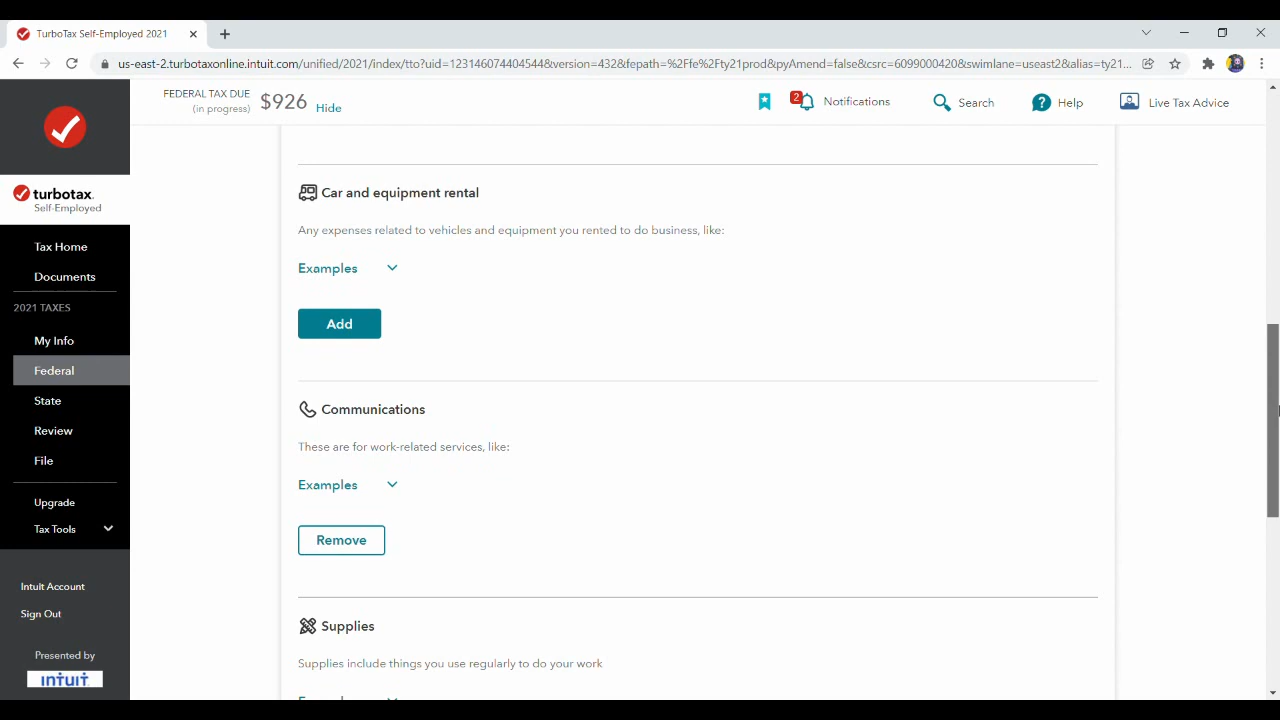 TurboTax Self-Employed 2021
us-east-2.turbotaxonline.intuit.com/unified/2021/index/tto?uid=123146074404544&version=432&fepath=%2Ffe%2Fty21prod&pyAmend=false&csrc=6099000420&swimlane=useast2&alias=ty21...
FEDERAL TAX DUE
(in progress)
$926
Hide
2
Notifications
Search
Help
Live Tax Advice
turbotax
Self-Employed
Tax Home
Documents
2021 TAXES
My Info
Federal
State
Review
File
Upgrade
Tax Tools
Intuit Account
Sign Out
Presented by
intuit
Car and equipment rental
Any expenses related to vehicles and equipment you rented to do business, like:
Examples
Add
Communications
These are for work-related services, like:
Examples
Remove
Supplies
Supplies include things you use regularly to do your work